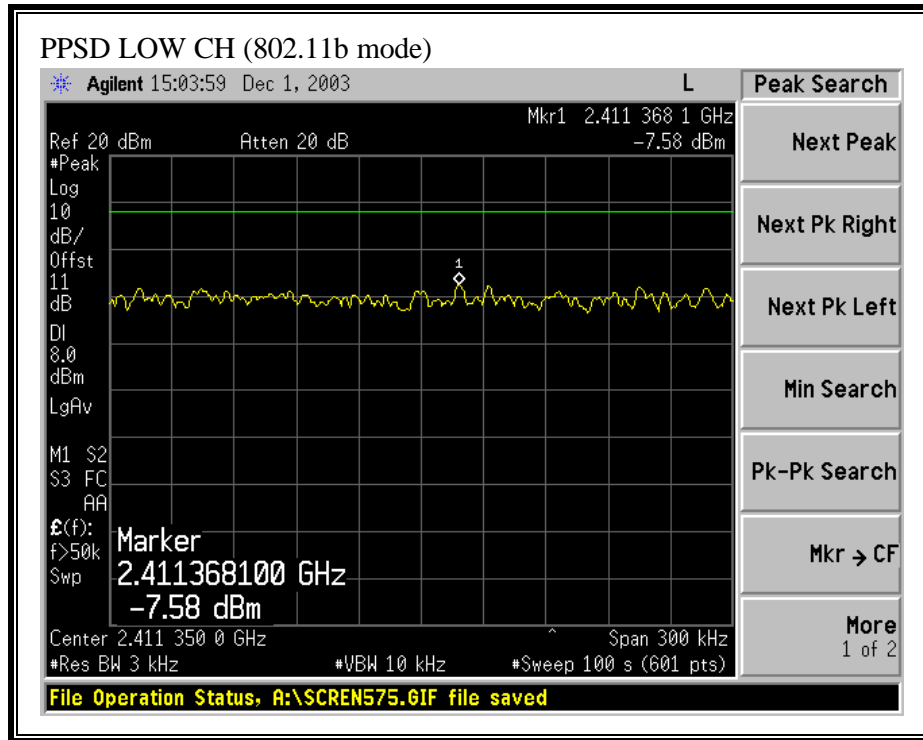 PPSD LOW CH (802.11b mode)
Agilent 15:03:59 Dec 1, 2003 L
Peak Search
Mkr1 2.411 368 1 GHz
Ref 20 dBm Atten 20 dB -7.58 dBm
#Peak
Log
10
dB/
Offst
11
dB
DI
8.0
dBm
LgAv
M1 S2
S3 FC
AA
£(f):
f>50k
Swp
1
Marker
2.411368100 GHz
-7.58 dBm
Center 2.411 350 0 GHz ^ Span 300 kHz
#Res BW 3 kHz #VBW 10 kHz #Sweep 100 s (601 pts)
Next Peak
Next Pk Right
Next Pk Left
Min Search
Pk-Pk Search
Mkr → CF
More
1 of 2
File Operation Status, A:\SCREN575.GIF file saved